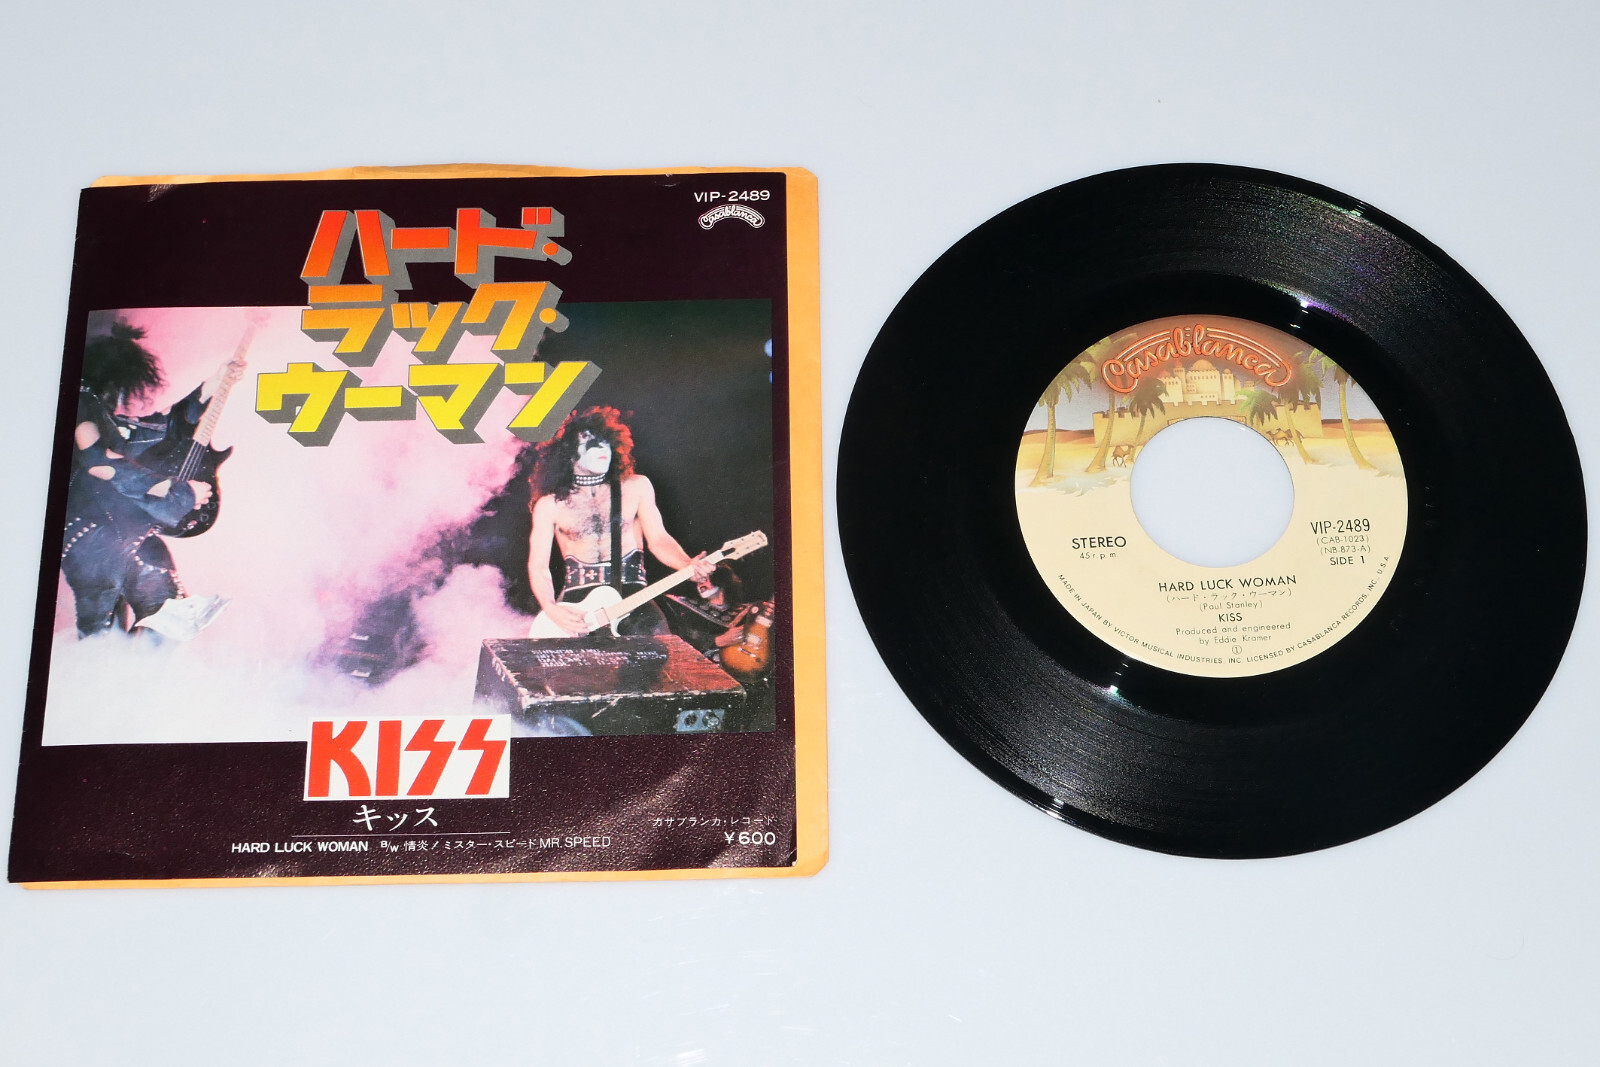 VIP-2489
Casablanca
ハード・
ラック・
ウーマン
KISS
キッス
HARD LUCK WOMAN B/W 情炎!ミスター・スピード MR. SPEED
カサブランカ・レコード
¥600
Casablanca
VIP-2489
(CAB-1023)
(NB-873-A)
SIDE 1
STEREO
45 r.p.m.
HARD LUCK WOMAN
(ハード・ラック・ウーマン)
(Paul Stanley)
KISS
Produced and engineered
by Eddie Kramer
①
MADE IN JAPAN BY VICTOR MUSICAL INDUSTRIES, INC. LICENSED BY CASABLANCA RECORDS, INC. U.S.A.